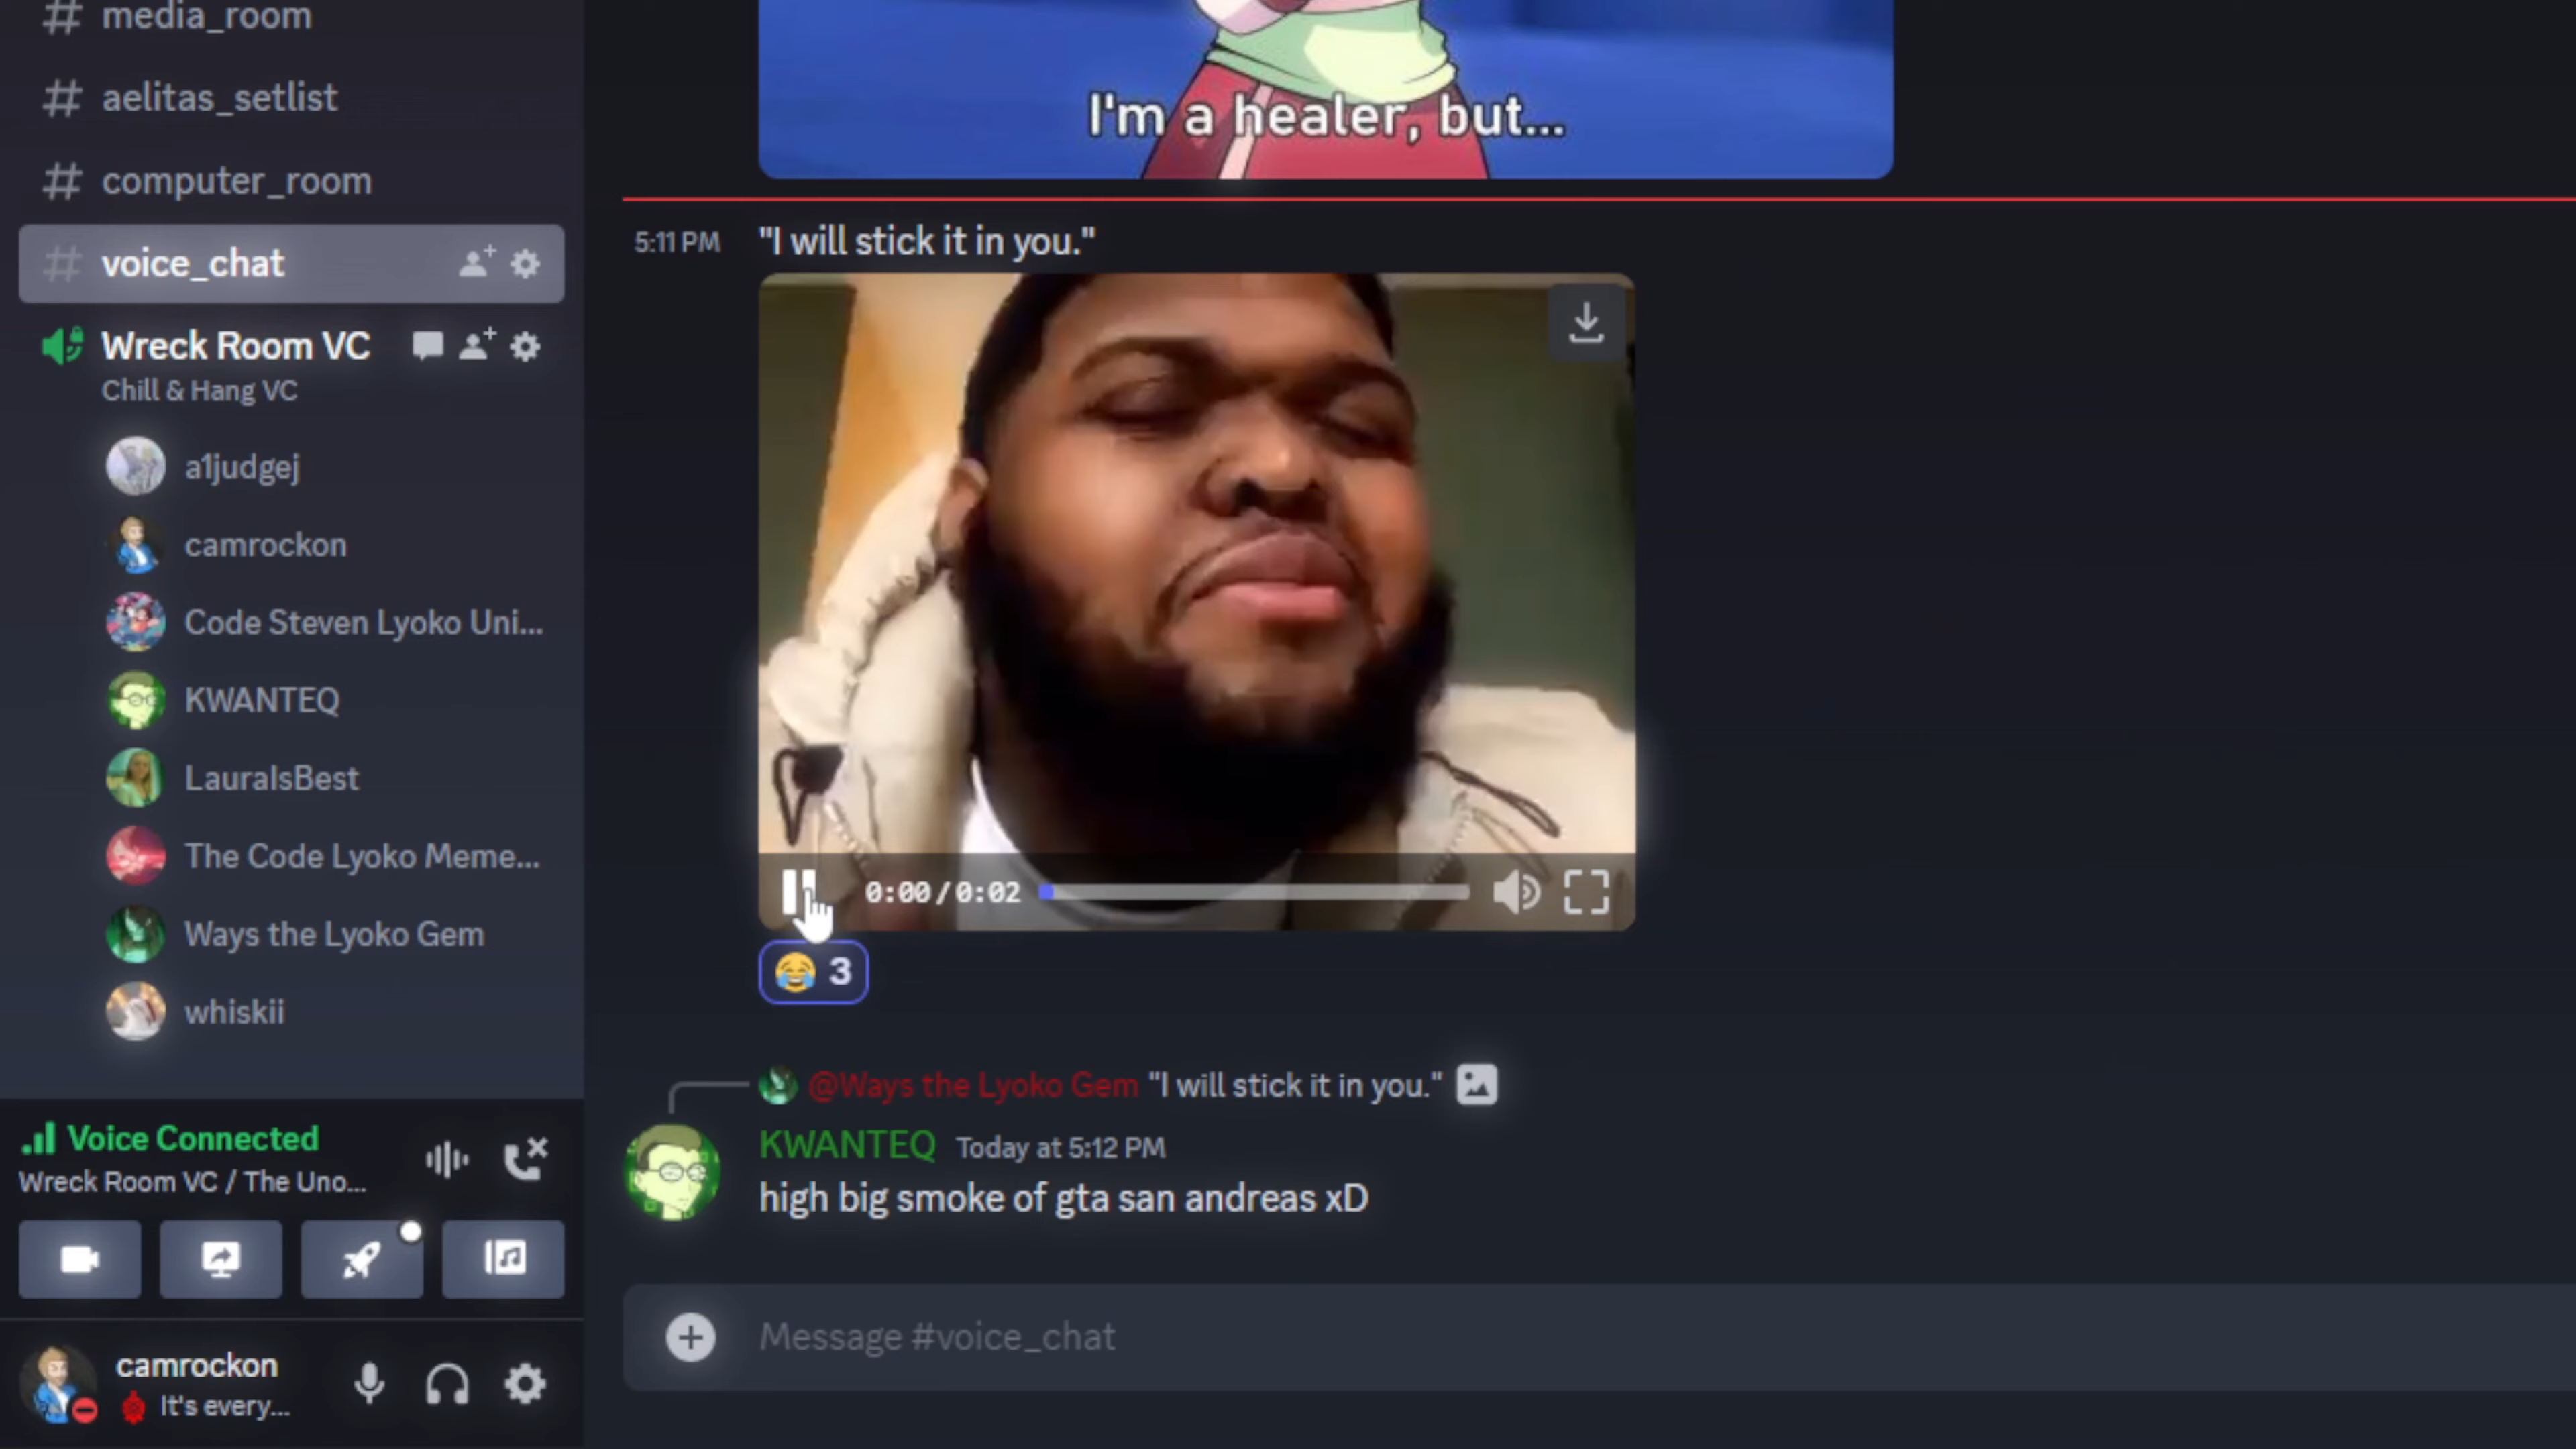 media_room
aelitas_setlist
computer_room
voice_chat
Wreck Room VC
Chill & Hang VC
a1judgej
camrockon
Code Steven Lyoko Uni...
KWANTEQ
LauraIsBest
The Code Lyoko Meme...
Ways the Lyoko Gem
whiskii
Voice Connected
Wreck Room VC / The Uno...
camrockon
It's every...
I'm a healer, but...
5:11 PM "I will stick it in you."
0:00/0:02
3
@Ways the Lyoko Gem "I will stick it in you."
KWANTEQ Today at 5:12 PM
high big smoke of gta san andreas xD
Message #voice_chat